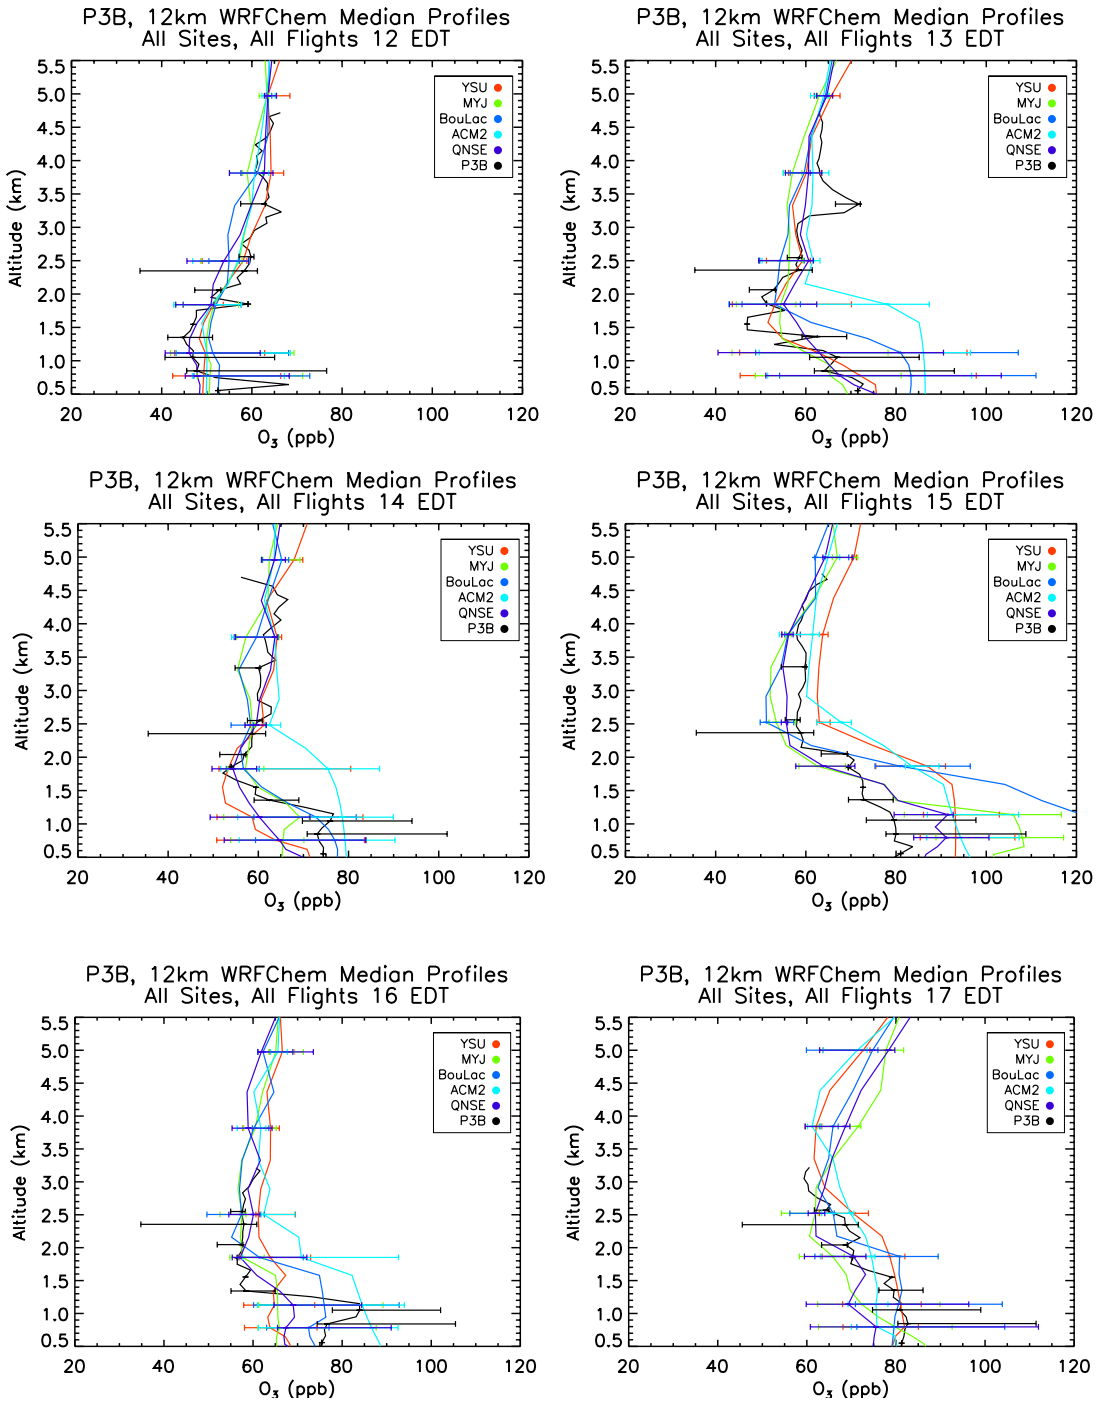 P3B, 12km WRFChem Median Profiles
All Sites, All Flights 12 EDT
5.5
5.0
4.5
4.0
3.5
3.0
2.5
2.0
1.5
1.0
0.5
Altitude (km)
YSU
MYJ
BouLac
ACM2
QNSE
P3B
20 40 60 80 100 120
O3 (ppb)
P3B, 12km WRFChem Median Profiles
All Sites, All Flights 13 EDT
5.5
5.0
4.5
4.0
3.5
3.0
2.5
2.0
1.5
1.0
0.5
Altitude (km)
YSU
MYJ
BouLac
ACM2
QNSE
P3B
20 40 60 80 100 120
O3 (ppb)
P3B, 12km WRFChem Median Profiles
All Sites, All Flights 14 EDT
5.5
5.0
4.5
4.0
3.5
3.0
2.5
2.0
1.5
1.0
0.5
Altitude (km)
YSU
MYJ
BouLac
ACM2
QNSE
P3B
20 40 60 80 100 120
O3 (ppb)
P3B, 12km WRFChem Median Profiles
All Sites, All Flights 15 EDT
5.5
5.0
4.5
4.0
3.5
3.0
2.5
2.0
1.5
1.0
0.5
Altitude (km)
YSU
MYJ
BouLac
ACM2
QNSE
P3B
20 40 60 80 100 120
O3 (ppb)
P3B, 12km WRFChem Median Profiles
All Sites, All Flights 16 EDT
5.5
5.0
4.5
4.0
3.5
3.0
2.5
2.0
1.5
1.0
0.5
Altitude (km)
YSU
MYJ
BouLac
ACM2
QNSE
P3B
20 40 60 80 100 120
O3 (ppb)
P3B, 12km WRFChem Median Profiles
All Sites, All Flights 17 EDT
5.5
5.0
4.5
4.0
3.5
3.0
2.5
2.0
1.5
1.0
0.5
Altitude (km)
YSU
MYJ
BouLac
ACM2
QNSE
P3B
20 40 60 80 100 120
O3 (ppb)